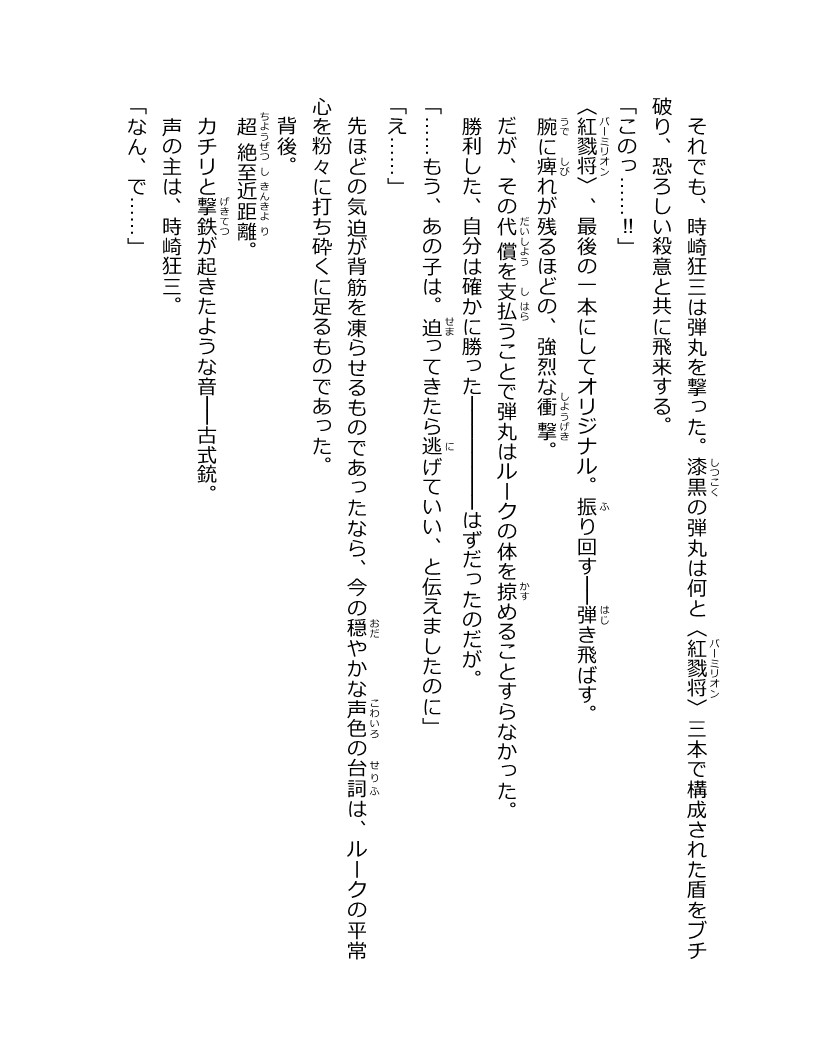 それでも、時崎狂三は弾丸を撃った。漆黒の弾丸は何と〈紅戮将〉三本で構成された盾をブチ
破り、恐ろしい殺意と共に飛来する。
「このっ……!!」
〈紅戮将〉、最後の一本にしてオリジナル。振り回す──弾き飛ばす。
腕に痺れが残るほどの、強烈な衝撃。
だが、その代償を支払うことで弾丸はルークの体を掠めることすらなかった。
勝利した、自分は確かに勝った──────はずだったのだが。
「……もう、あの子は。迫ってきたら逃げていい、と伝えましたのに」
「え……」
先ほどの気迫が背筋を凍らせるものであったなら、今の穏やかな声色の台詞は、ルークの平常
心を粉々に打ち砕くに足るものであった。
背後。
超絶至近距離。
カチリと撃鉄が起きたような音──古式銃。
声の主は、時崎狂三。
「なん、で……」